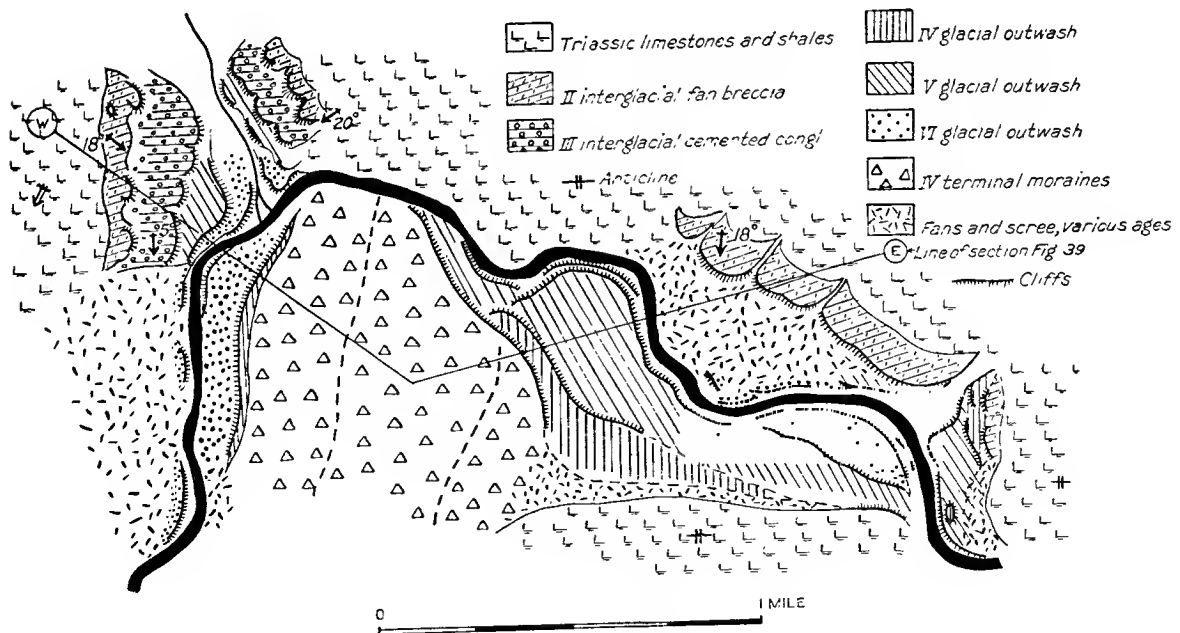 Triassic limestones and shales
II interglacial fan breccia
III interglacial cemented congl
Anticline
IV glacial outwash
V glacial outwash
VI glacial outwash
IV terminal moraines
Fans and scree, various ages
E Line of section Fig 39
Cliffs
W
18
20°
18°
0
1 MILE